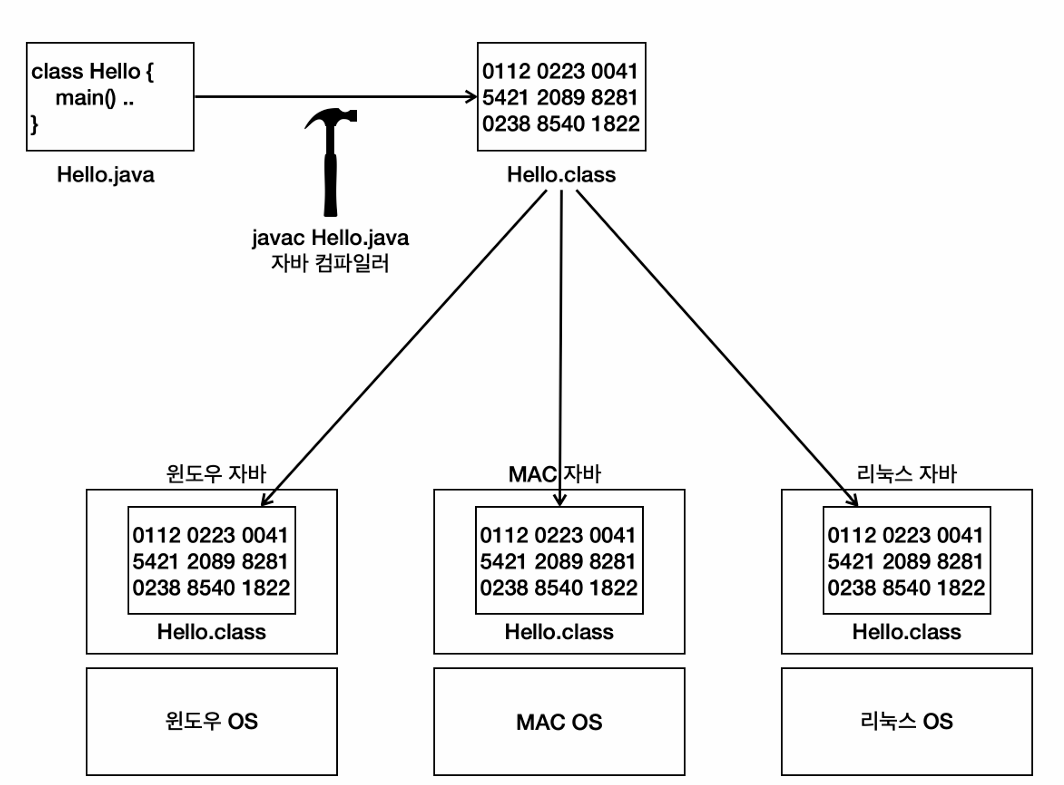 class Hello {
main() ..
}
Hello.java
0112 0223 0041
5421 2089 8281
0238 8540 1822
Hello.class
javac Hello.java
자바 컴파일러
윈도우 자바
0112 0223 0041
5421 2089 8281
0238 8540 1822
Hello.class
윈도우 OS
MAC 자바
0112 0223 0041
5421 2089 8281
0238 8540 1822
Hello.class
MAC OS
리눅스 자바
0112 0223 0041
5421 2089 8281
0238 8540 1822
Hello.class
리눅스 OS